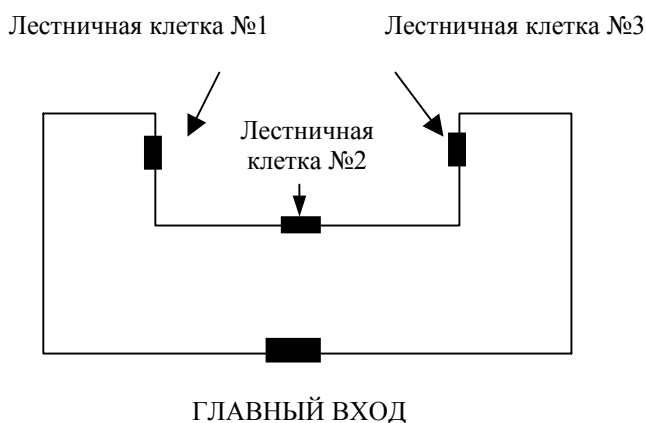 Лестничная клетка №1
Лестничная клетка №3
Лестничная
клетка №2
ГЛАВНЫЙ ВХОД